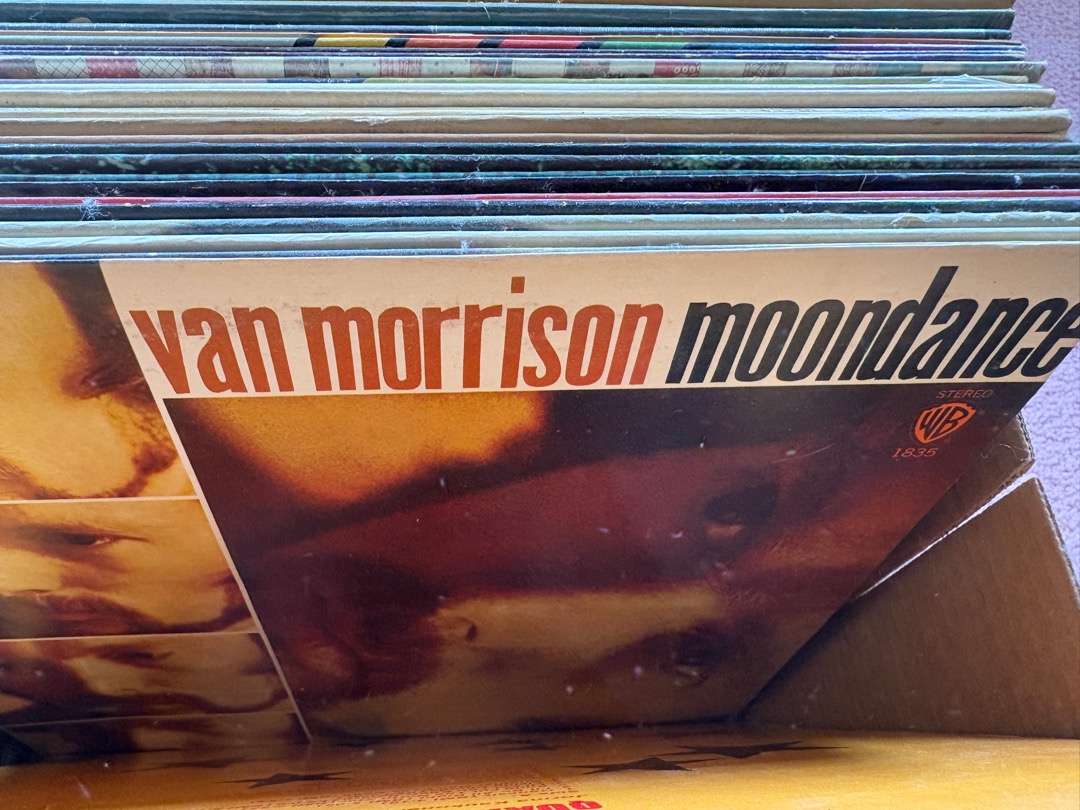 van morrison moondance
STEREO
WB
1835